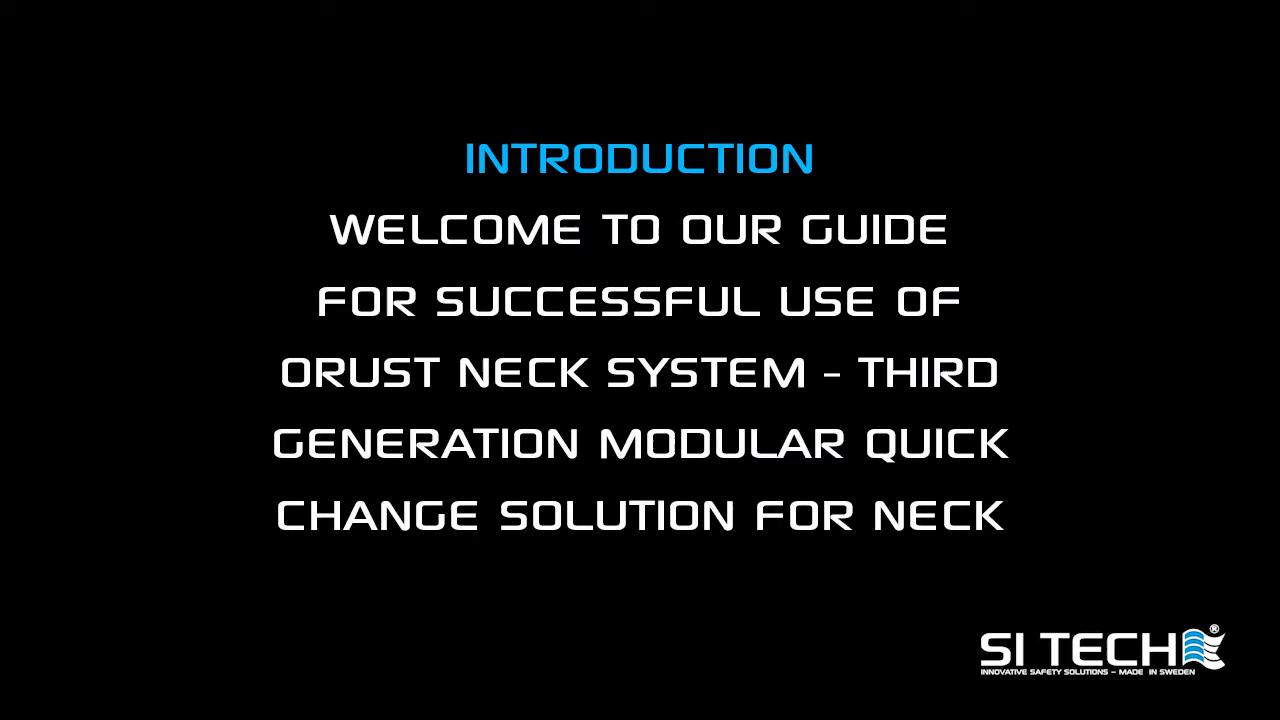 INTRODUCTION
WELCOME TO OUR GUIDE
FOR SUCCESSFUL USE OF
ORUST NECK SYSTEM - THIRD
GENERATION MODULAR QUICK
CHANGE SOLUTION FOR NECK
SI TECH ®
INNOVATIVE SAFETY SOLUTIONS – MADE IN SWEDEN